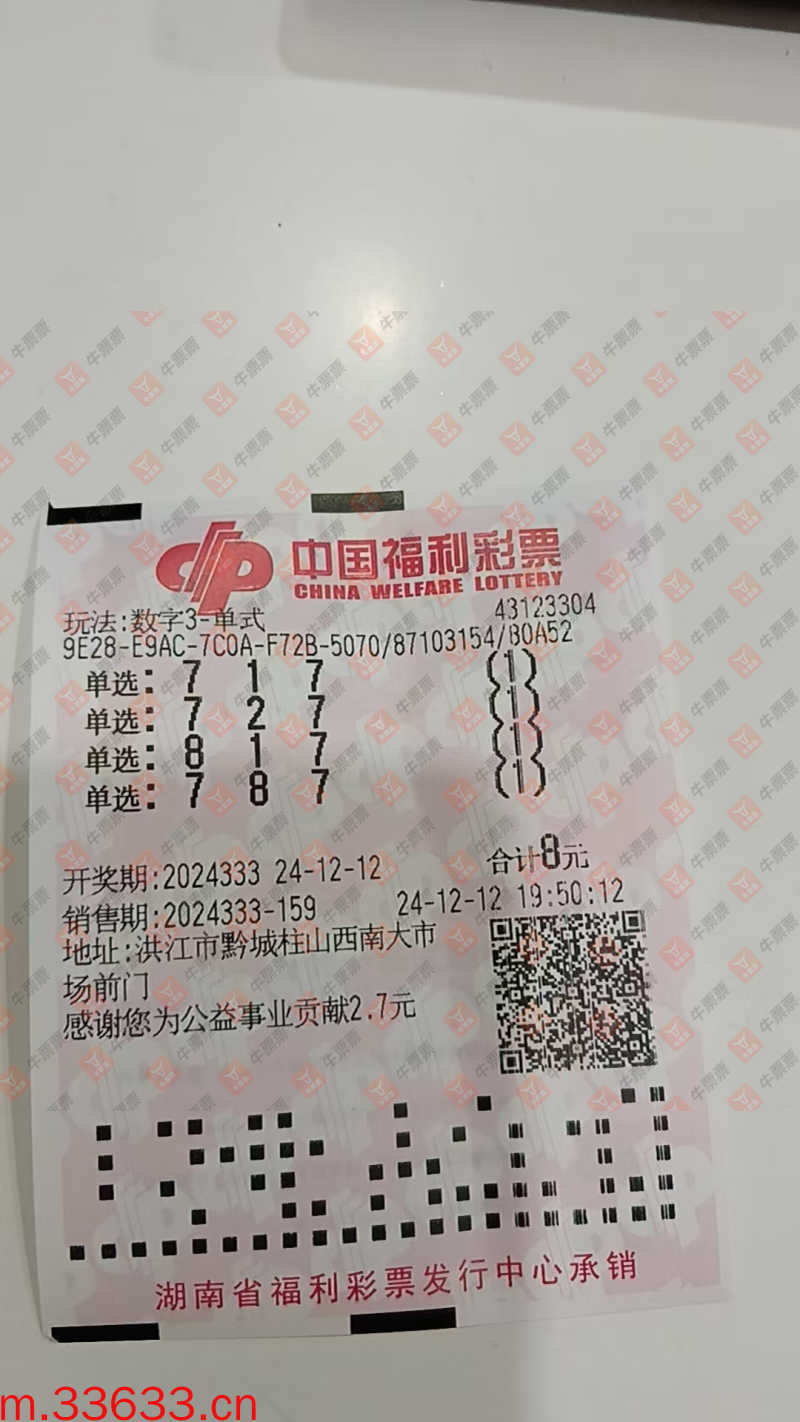 中国福利彩票
CHINA WELFARE LOTTERY
玩法:数字3-单式 43123304
9E28-E9AC-7C0A-F72B-5070/87103154/80A52
单选: 7 1 7 (1)
单选: 7 2 7 (1)
单选: 8 1 7 (1)
单选: 7 8 7 (1)
合计8元
开奖期:2024333 24-12-12
销售期:2024333-159 24-12-12 19:50:12
地址:洪江市黔城柱山西南大市
场前门
感谢您为公益事业贡献2.7元
湖南省福利彩票发行中心承销
牛票票
m.33633.cn